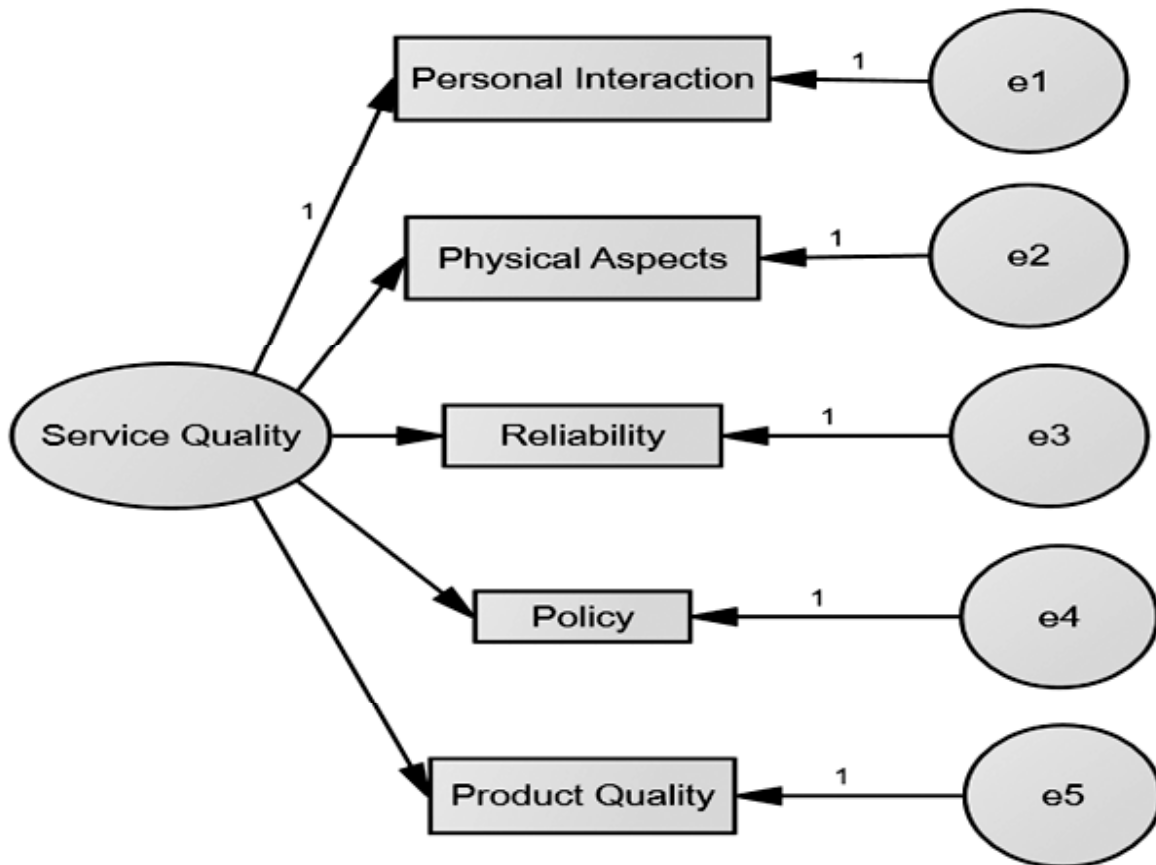 Personal Interaction
1
e1
1
Physical Aspects
1
e2
Service Quality
Reliability
1
e3
Policy
1
e4
Product Quality
1
e5